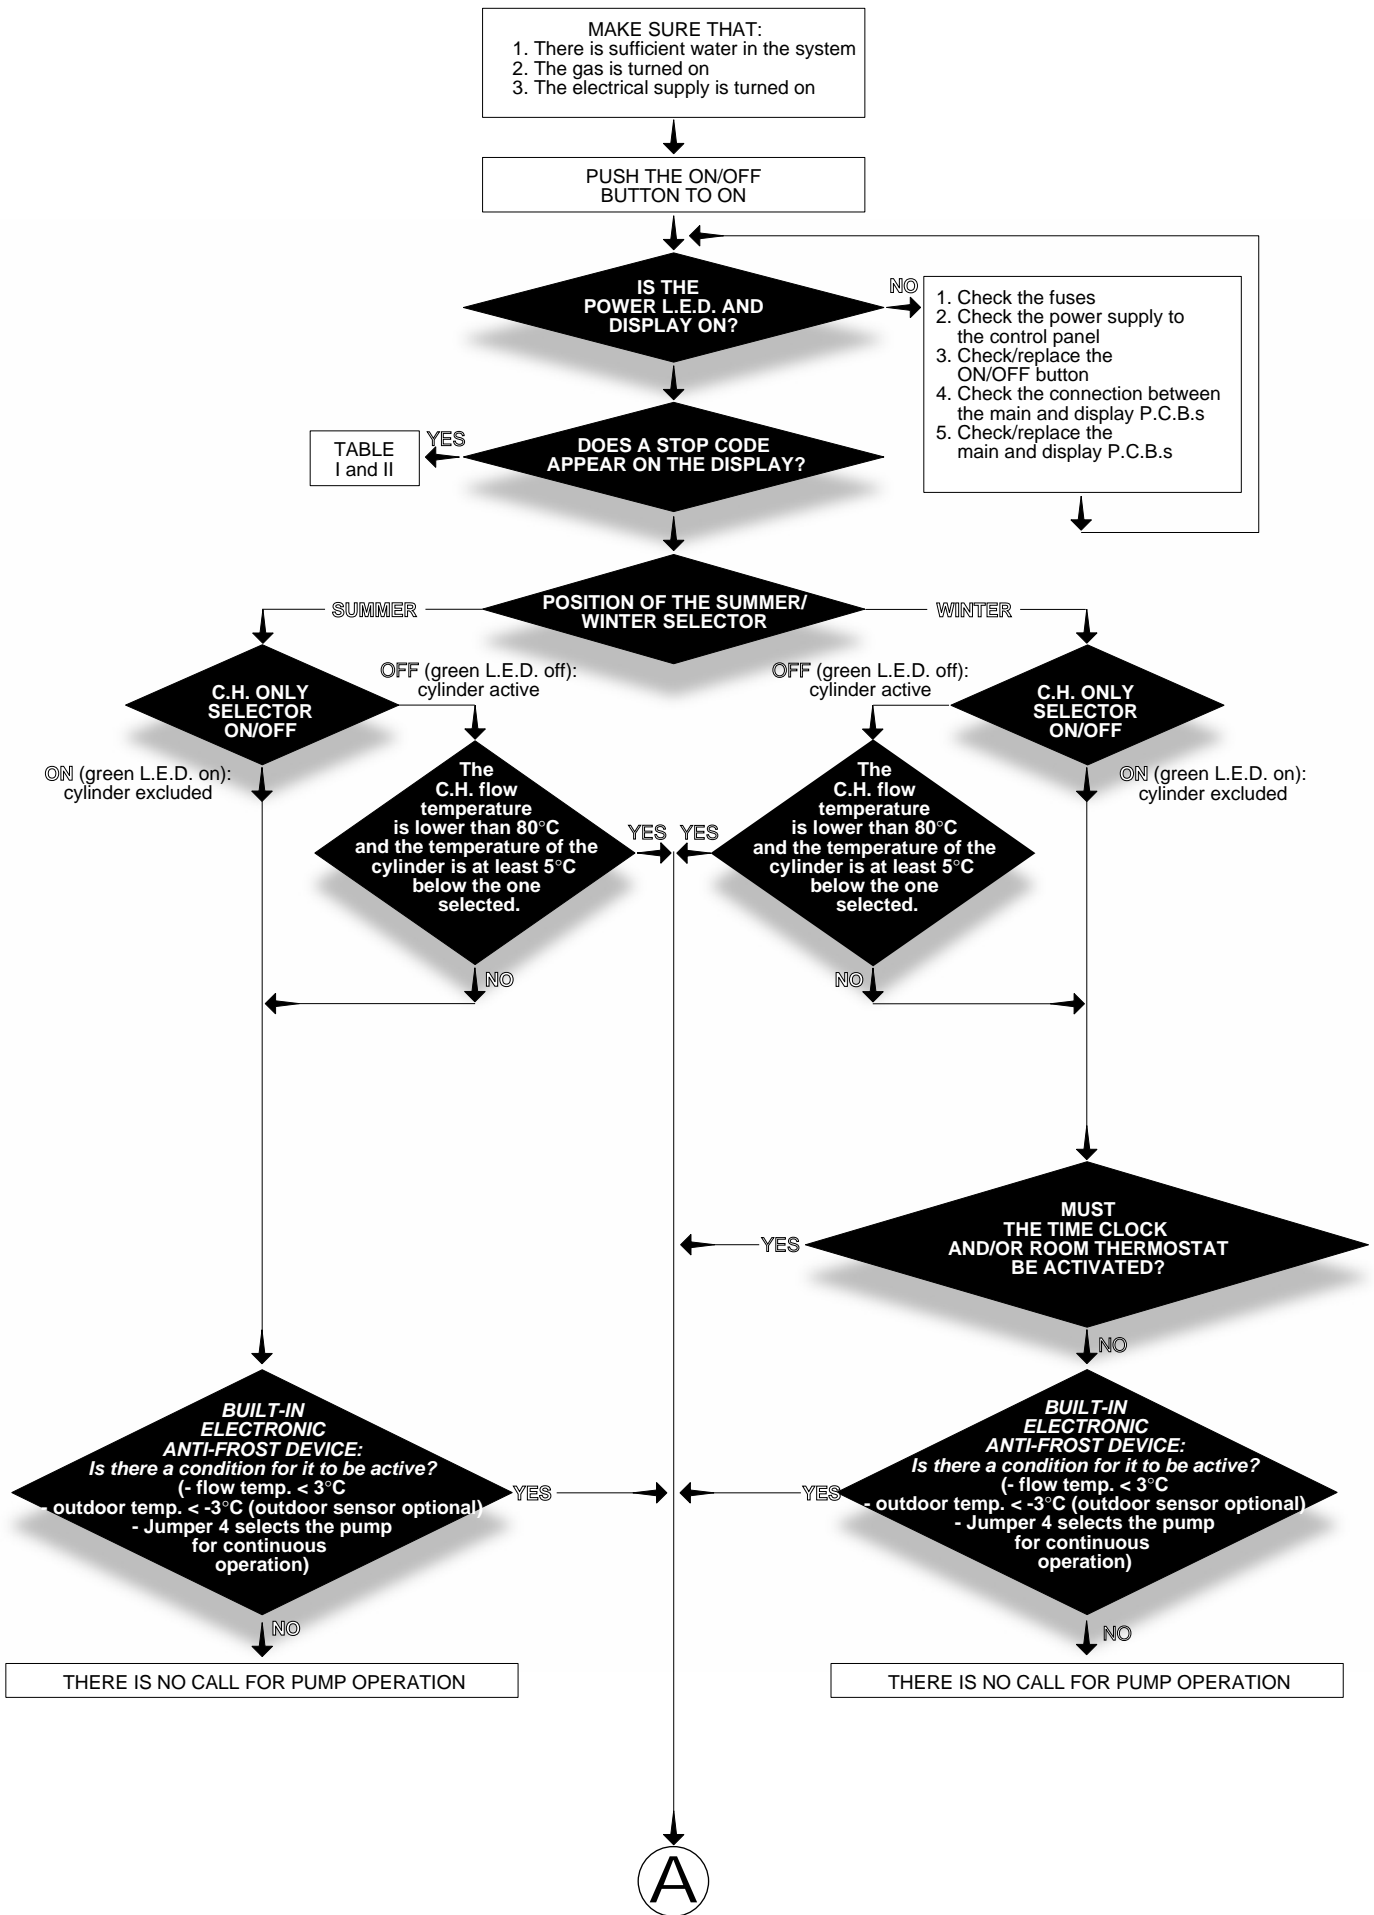 MAKE SURE THAT:
1. There is sufficient water in the system
2. The gas is turned on
3. The electrical supply is turned on
PUSH THE ON/OFF
BUTTON TO ON
IS THE
POWER L.E.D. AND
DISPLAY ON?
NO
1. Check the fuses
2. Check the power supply to
the control panel
3. Check/replace the
ON/OFF button
4. Check the connection between
the main and display P.C.B.s
5. Check/replace the
main and display P.C.B.s
DOES A STOP CODE
APPEAR ON THE DISPLAY?
YES
TABLE
I and II
POSITION OF THE SUMMER/
WINTER SELECTOR
SUMMER
WINTER
C.H. ONLY
SELECTOR
ON/OFF
OFF (green L.E.D. off):
cylinder active
OFF (green L.E.D. off):
cylinder active
C.H. ONLY
SELECTOR
ON/OFF
ON (green L.E.D. on):
cylinder excluded
The
C.H. flow
temperature
is lower than 80°C
and the temperature of the
cylinder is at least 5°C
below the one
selected.
YES
NO
YES
The
C.H. flow
temperature
is lower than 80°C
and the temperature of the
cylinder is at least 5°C
below the one
selected.
NO
ON (green L.E.D. on):
cylinder excluded
MUST
THE TIME CLOCK
AND/OR ROOM THERMOSTAT
BE ACTIVATED?
YES
NO
BUILT-IN
ELECTRONIC
ANTI-FROST DEVICE:
Is there a condition for it to be active?
(- flow temp. < 3°C
- outdoor temp. < -3°C (outdoor sensor optional)
- Jumper 4 selects the pump
for continuous
operation)
YES
NO
THERE IS NO CALL FOR PUMP OPERATION
BUILT-IN
ELECTRONIC
ANTI-FROST DEVICE:
Is there a condition for it to be active?
(- flow temp. < 3°C
- outdoor temp. < -3°C (outdoor sensor optional)
- Jumper 4 selects the pump
for continuous
operation)
YES
NO
THERE IS NO CALL FOR PUMP OPERATION
A